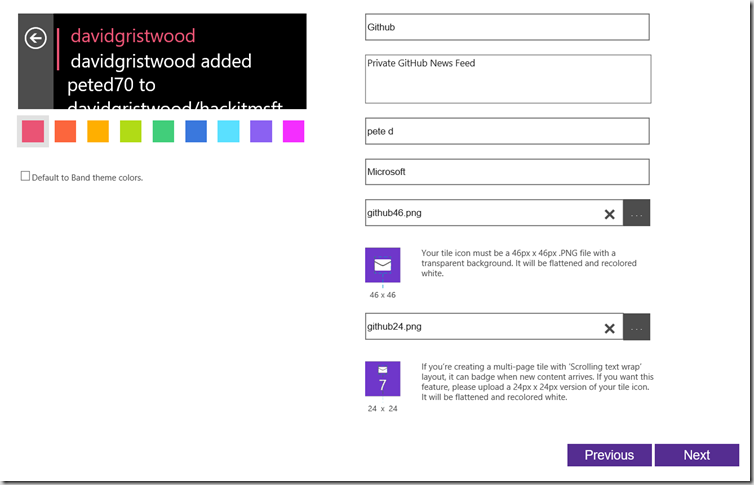 davidgristwood
davidgristwood added
peted70 to
davidgristwood/hackitmsft
Default to Band theme colors.
Github
Private GitHub News Feed
pete d
Microsoft
github46.png
...
Your tile icon must be a 46px x 46px .PNG file with a
transparent background. It will be flattened and recolored
white.
46 x 46
github24.png
...
7
If you're creating a multi-page tile with 'Scrolling text wrap'
layout, it can badge when new content arrives. If you want this
feature, please upload a 24px x 24px version of your tile icon.
It will be flattened and recolored white.
24 x 24
Previous
Next